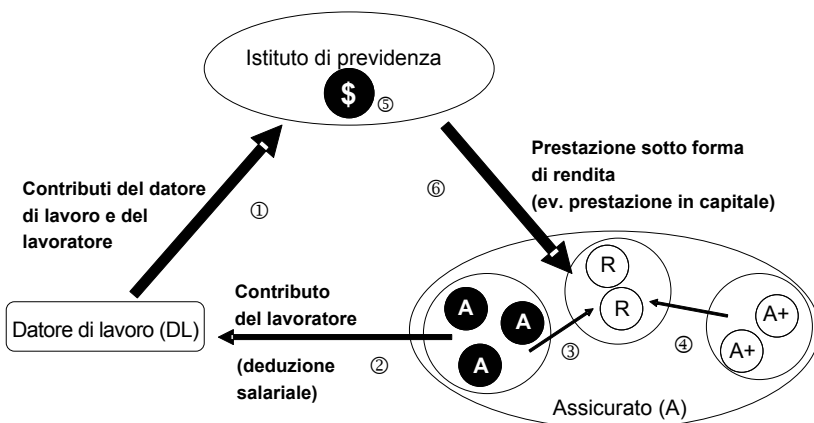 Istituto di previdenza
$
⑤
Prestazione sotto forma
di rendita
(ev. prestazione in capitale)
⑥
Contributi del datore
di lavoro e del
lavoratore
①
R
R
Contributo
del lavoratore
(deduzione
salariale)
②
Datore di lavoro (DL)
A
A
A
③
④
A+
A+
Assicurato (A)